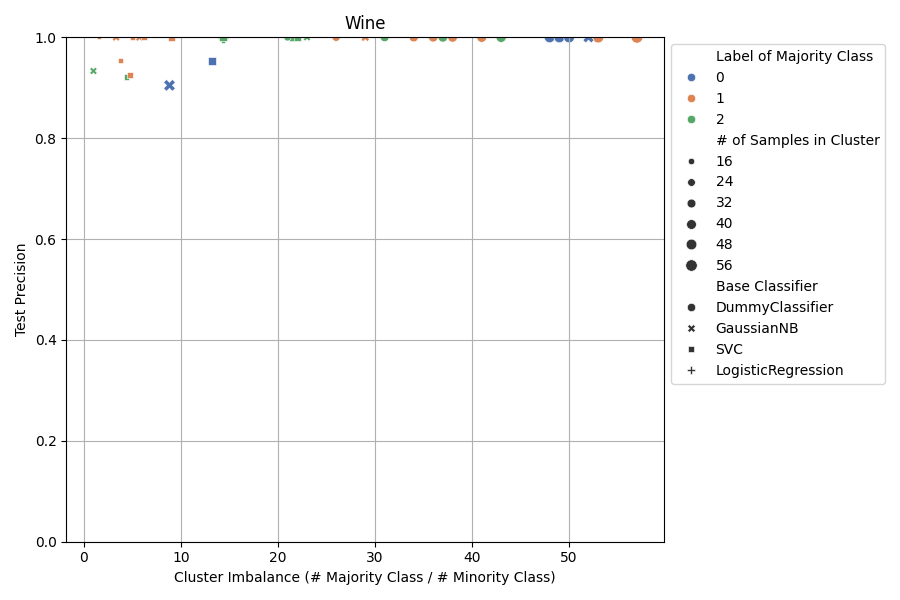 Wine
1.0
0.8
0.6
0.4
0.2
0.0
Test Precision
0
10
20
30
40
50
Cluster Imbalance (# Majority Class / # Minority Class)
Label of Majority Class
0
1
2
# of Samples in Cluster
16
24
32
40
48
56
Base Classifier
DummyClassifier
GaussianNB
SVC
LogisticRegression